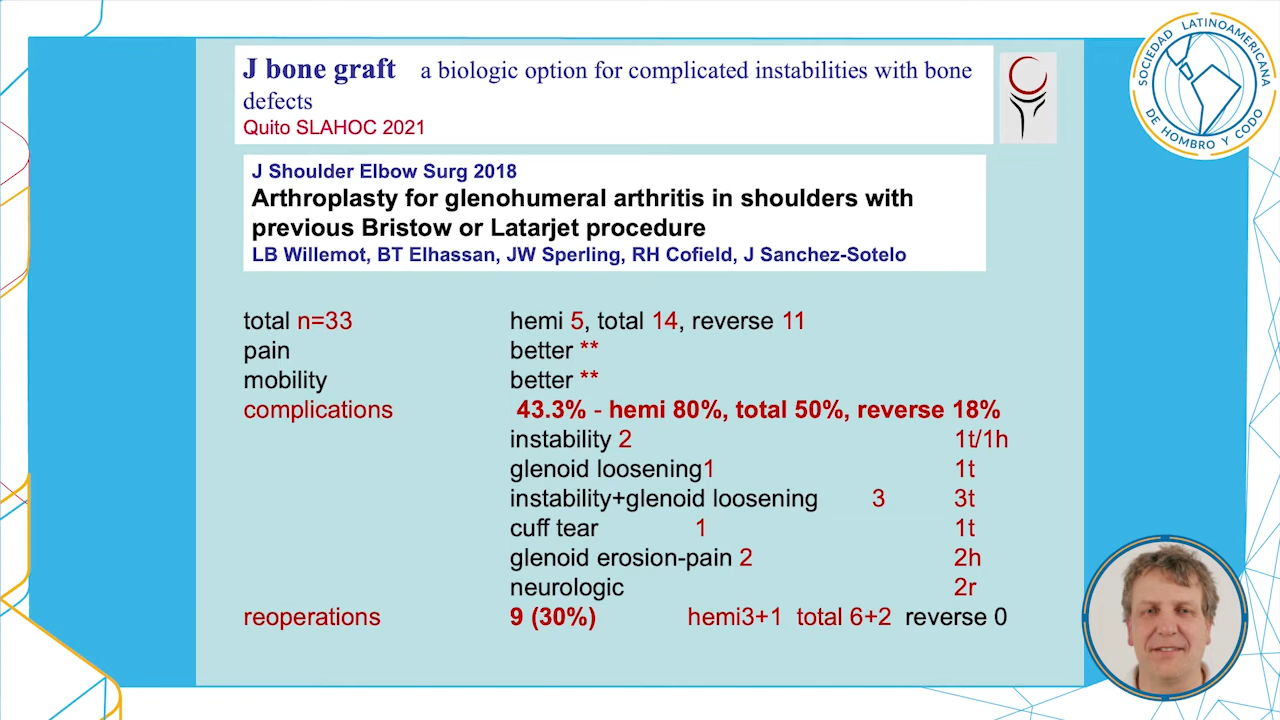 J bone graft a biologic option for complicated instabilities with bone
defects
Quito SLAHOC 2021
SOCIEDAD LATINOAMERICANA
DE HOMBRO Y CODO
J Shoulder Elbow Surg 2018
Arthroplasty for glenohumeral arthritis in shoulders with
previous Bristow or Latarjet procedure
LB Willemot, BT Elhassan, JW Sperling, RH Cofield, J Sanchez-Sotelo
total n=33 hemi 5, total 14, reverse 11
pain better **
mobility better **
complications 43.3% - hemi 80%, total 50%, reverse 18%
instability 2 1t/1h
glenoid loosening1 1t
instability+glenoid loosening 3 3t
cuff tear 1 1t
glenoid erosion-pain 2 2h
neurologic 2r
reoperations 9 (30%) hemi3+1 total 6+2 reverse 0